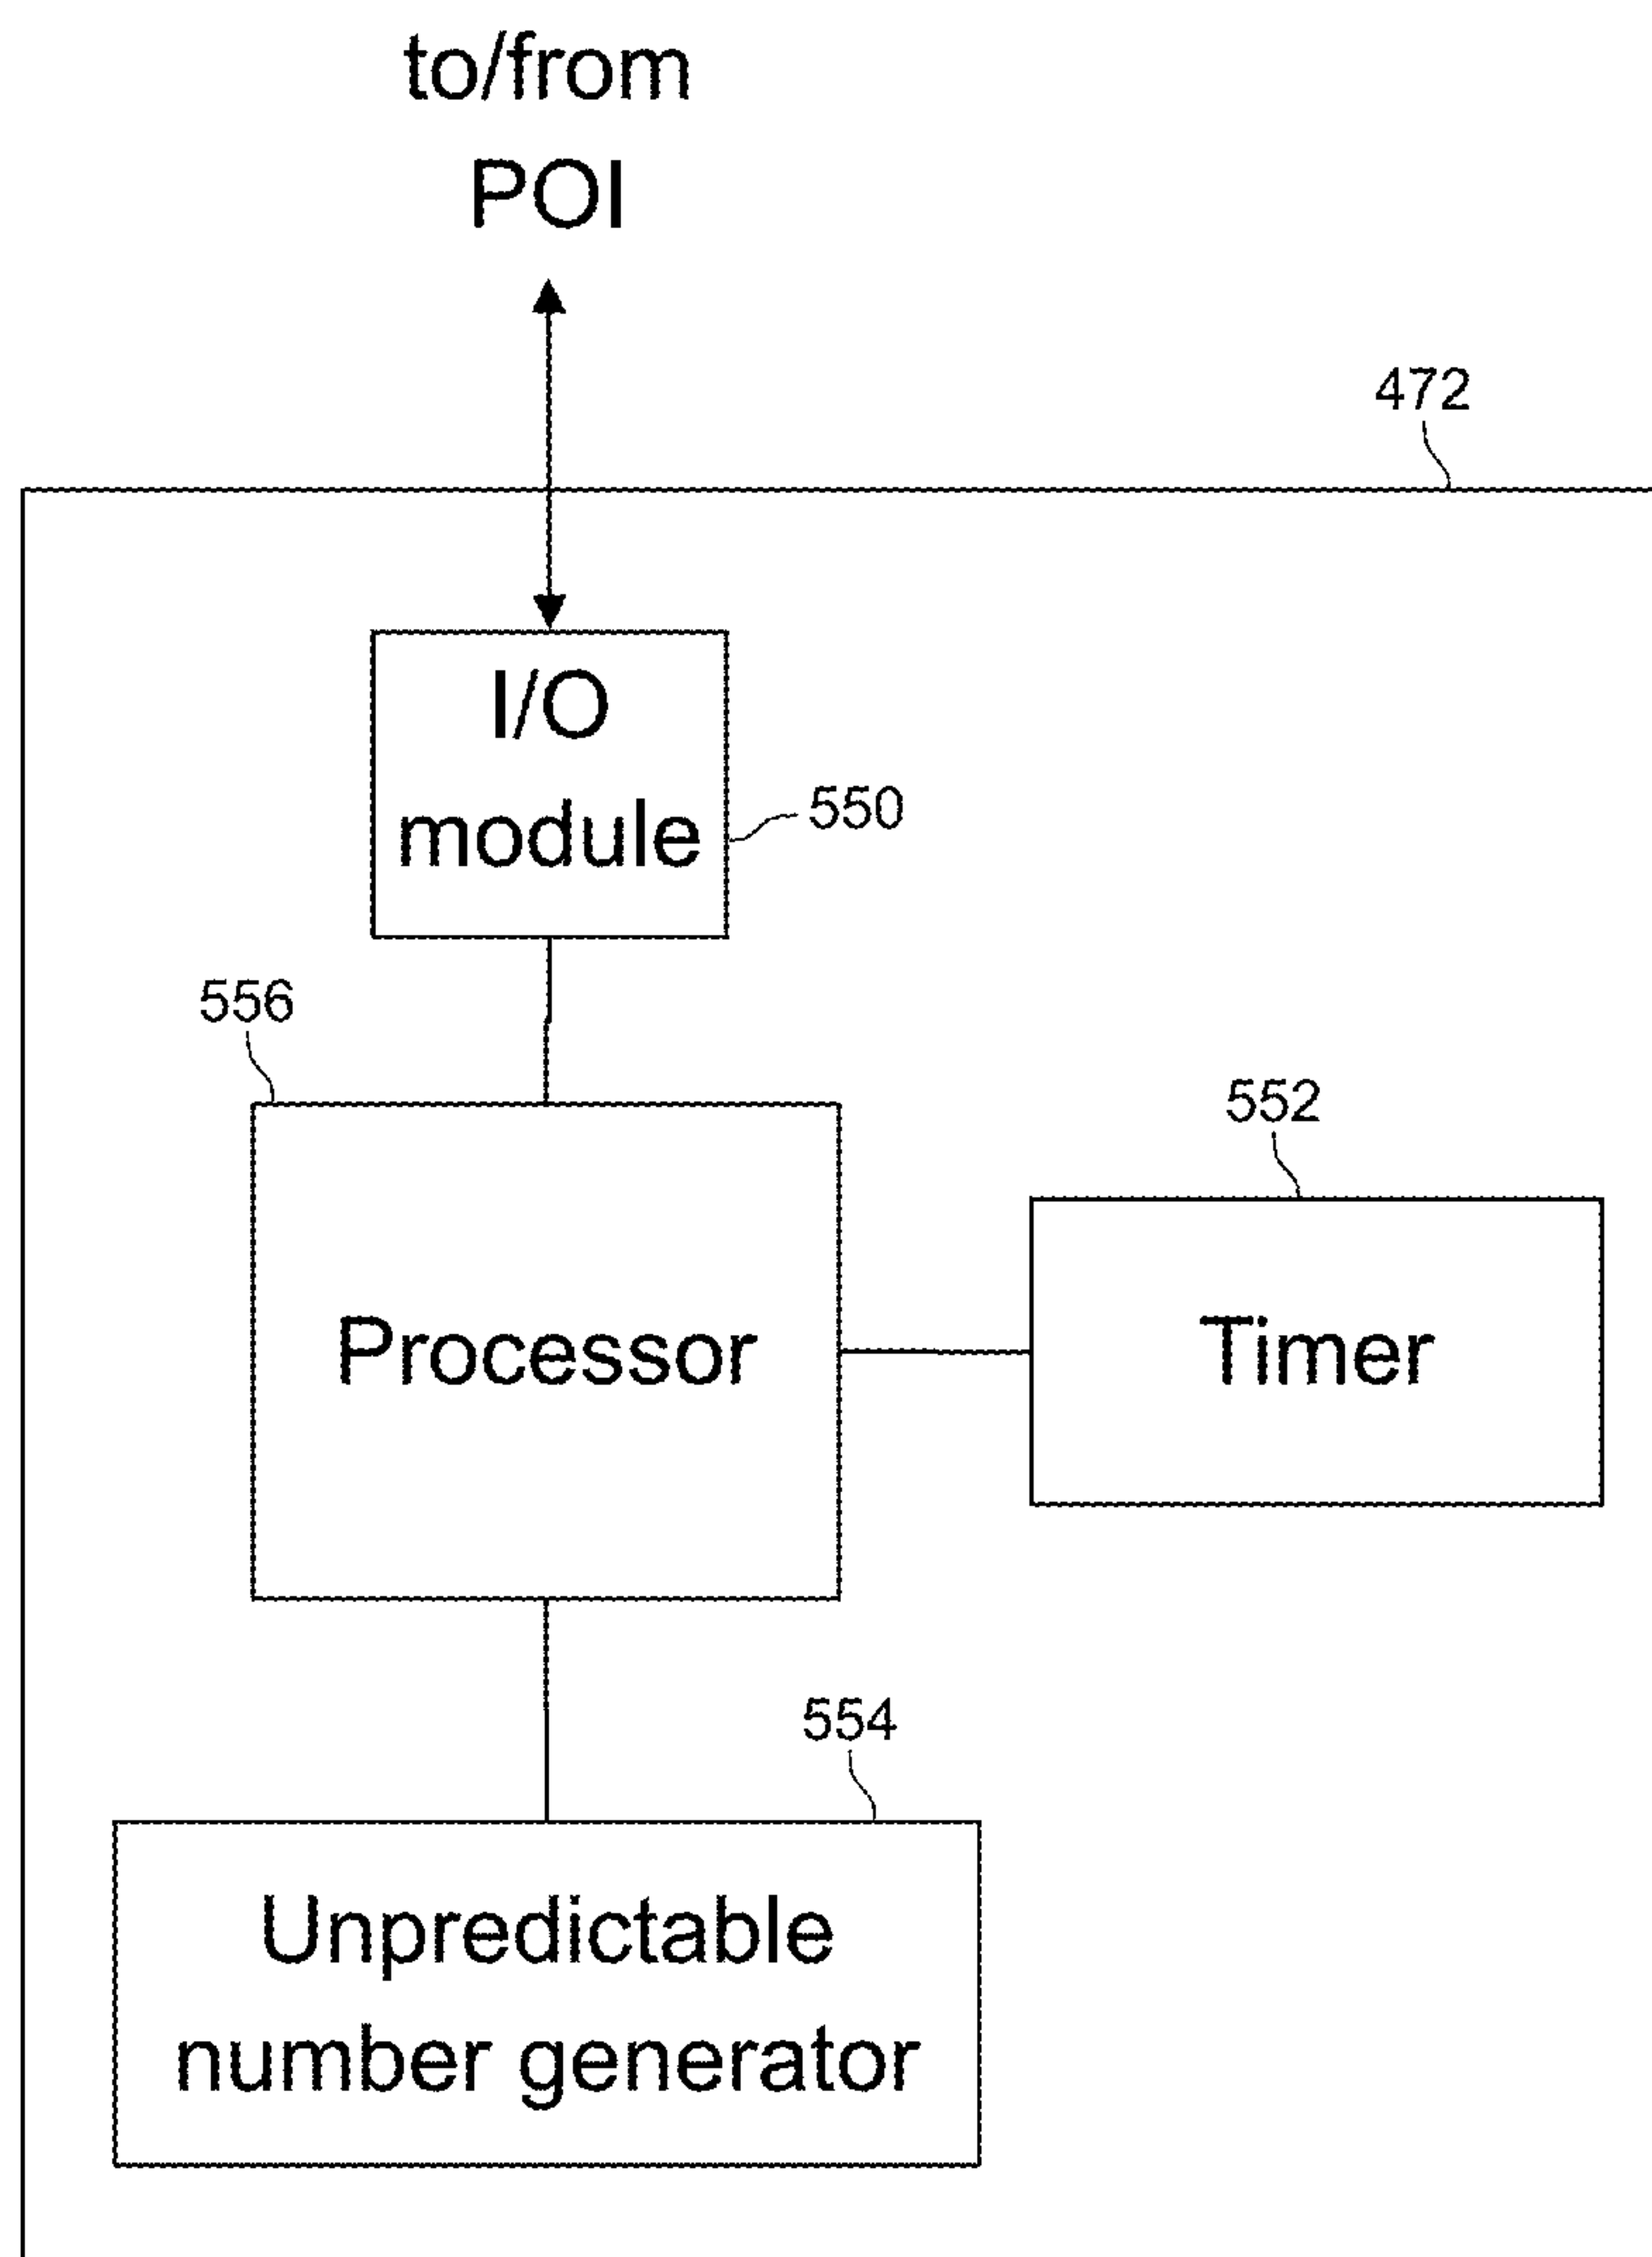 to/from
POI
472
I/O
module
550
556
552
Processor
Timer
554
Unpredictable
number generator